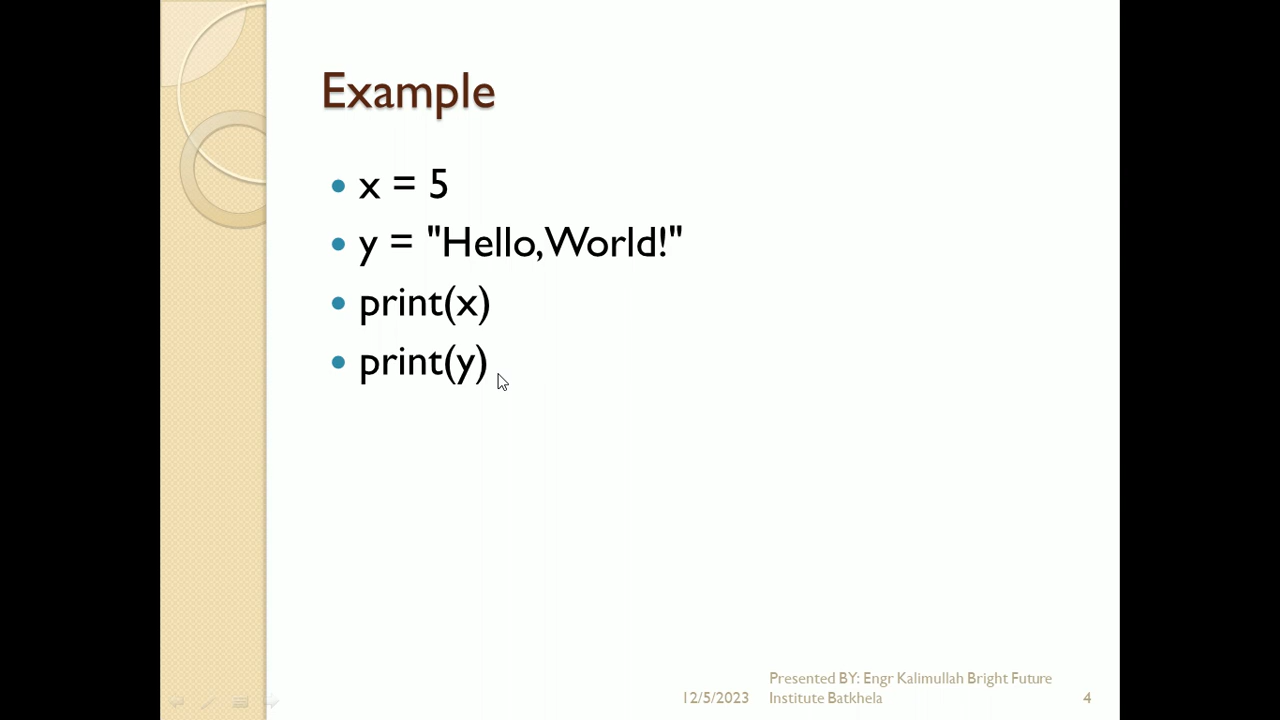 Example
x = 5
y = "Hello, World!"
print(x)
print(y)
12/5/2023
Presented BY: Engr Kalimullah Bright Future
Institute Batkhela
4